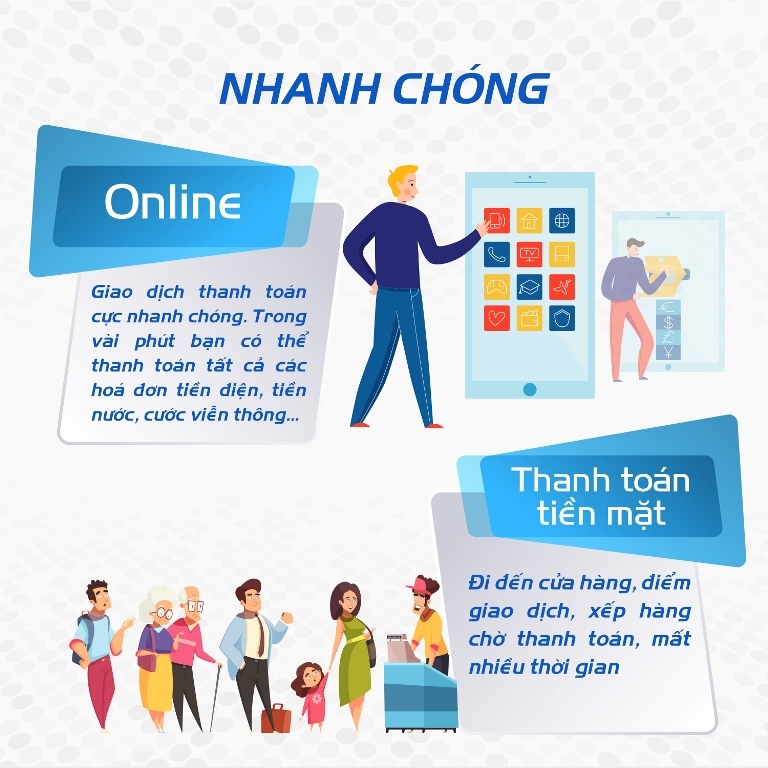 NHANH CHÓNG
Online
Giao dịch thanh toán
cực nhanh chóng. Trong
vài phút bạn có thể
thanh toán tất cả các
hoá đơn tiền điện, tiền
nước, cước viễn thông...
TV
€
$
£
¥
Thanh toán
tiền mặt
Đi đến cửa hàng, điểm
giao dịch, xếp hàng
chờ thanh toán, mất
nhiều thời gian